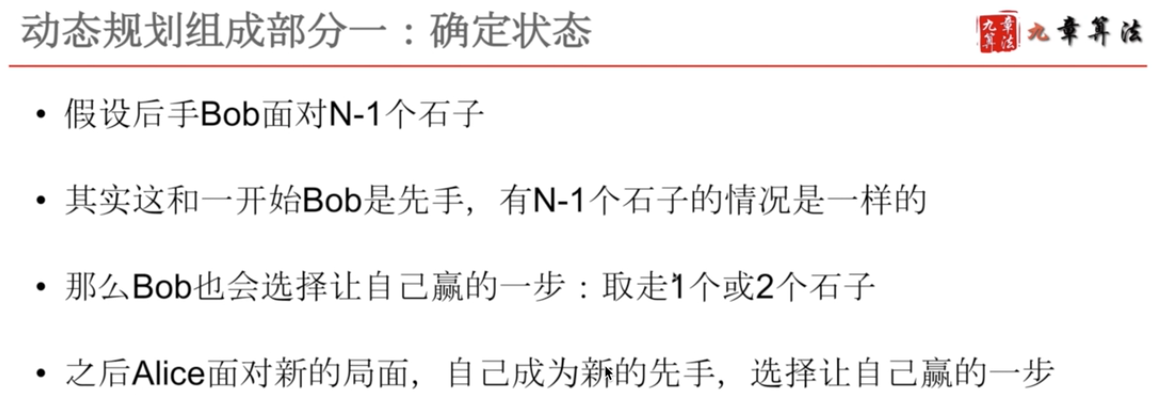 动态规划组成部分一：确定状态
九章算法
九章算法
• 假设后手Bob面对N-1个石子
• 其实这和一开始Bob是先手，有N-1个石子的情况是一样的
• 那么Bob也会选择让自己赢的一步：取走1个或2个石子
• 之后Alice面对新的局面，自己成为新的先手，选择让自己赢的一步